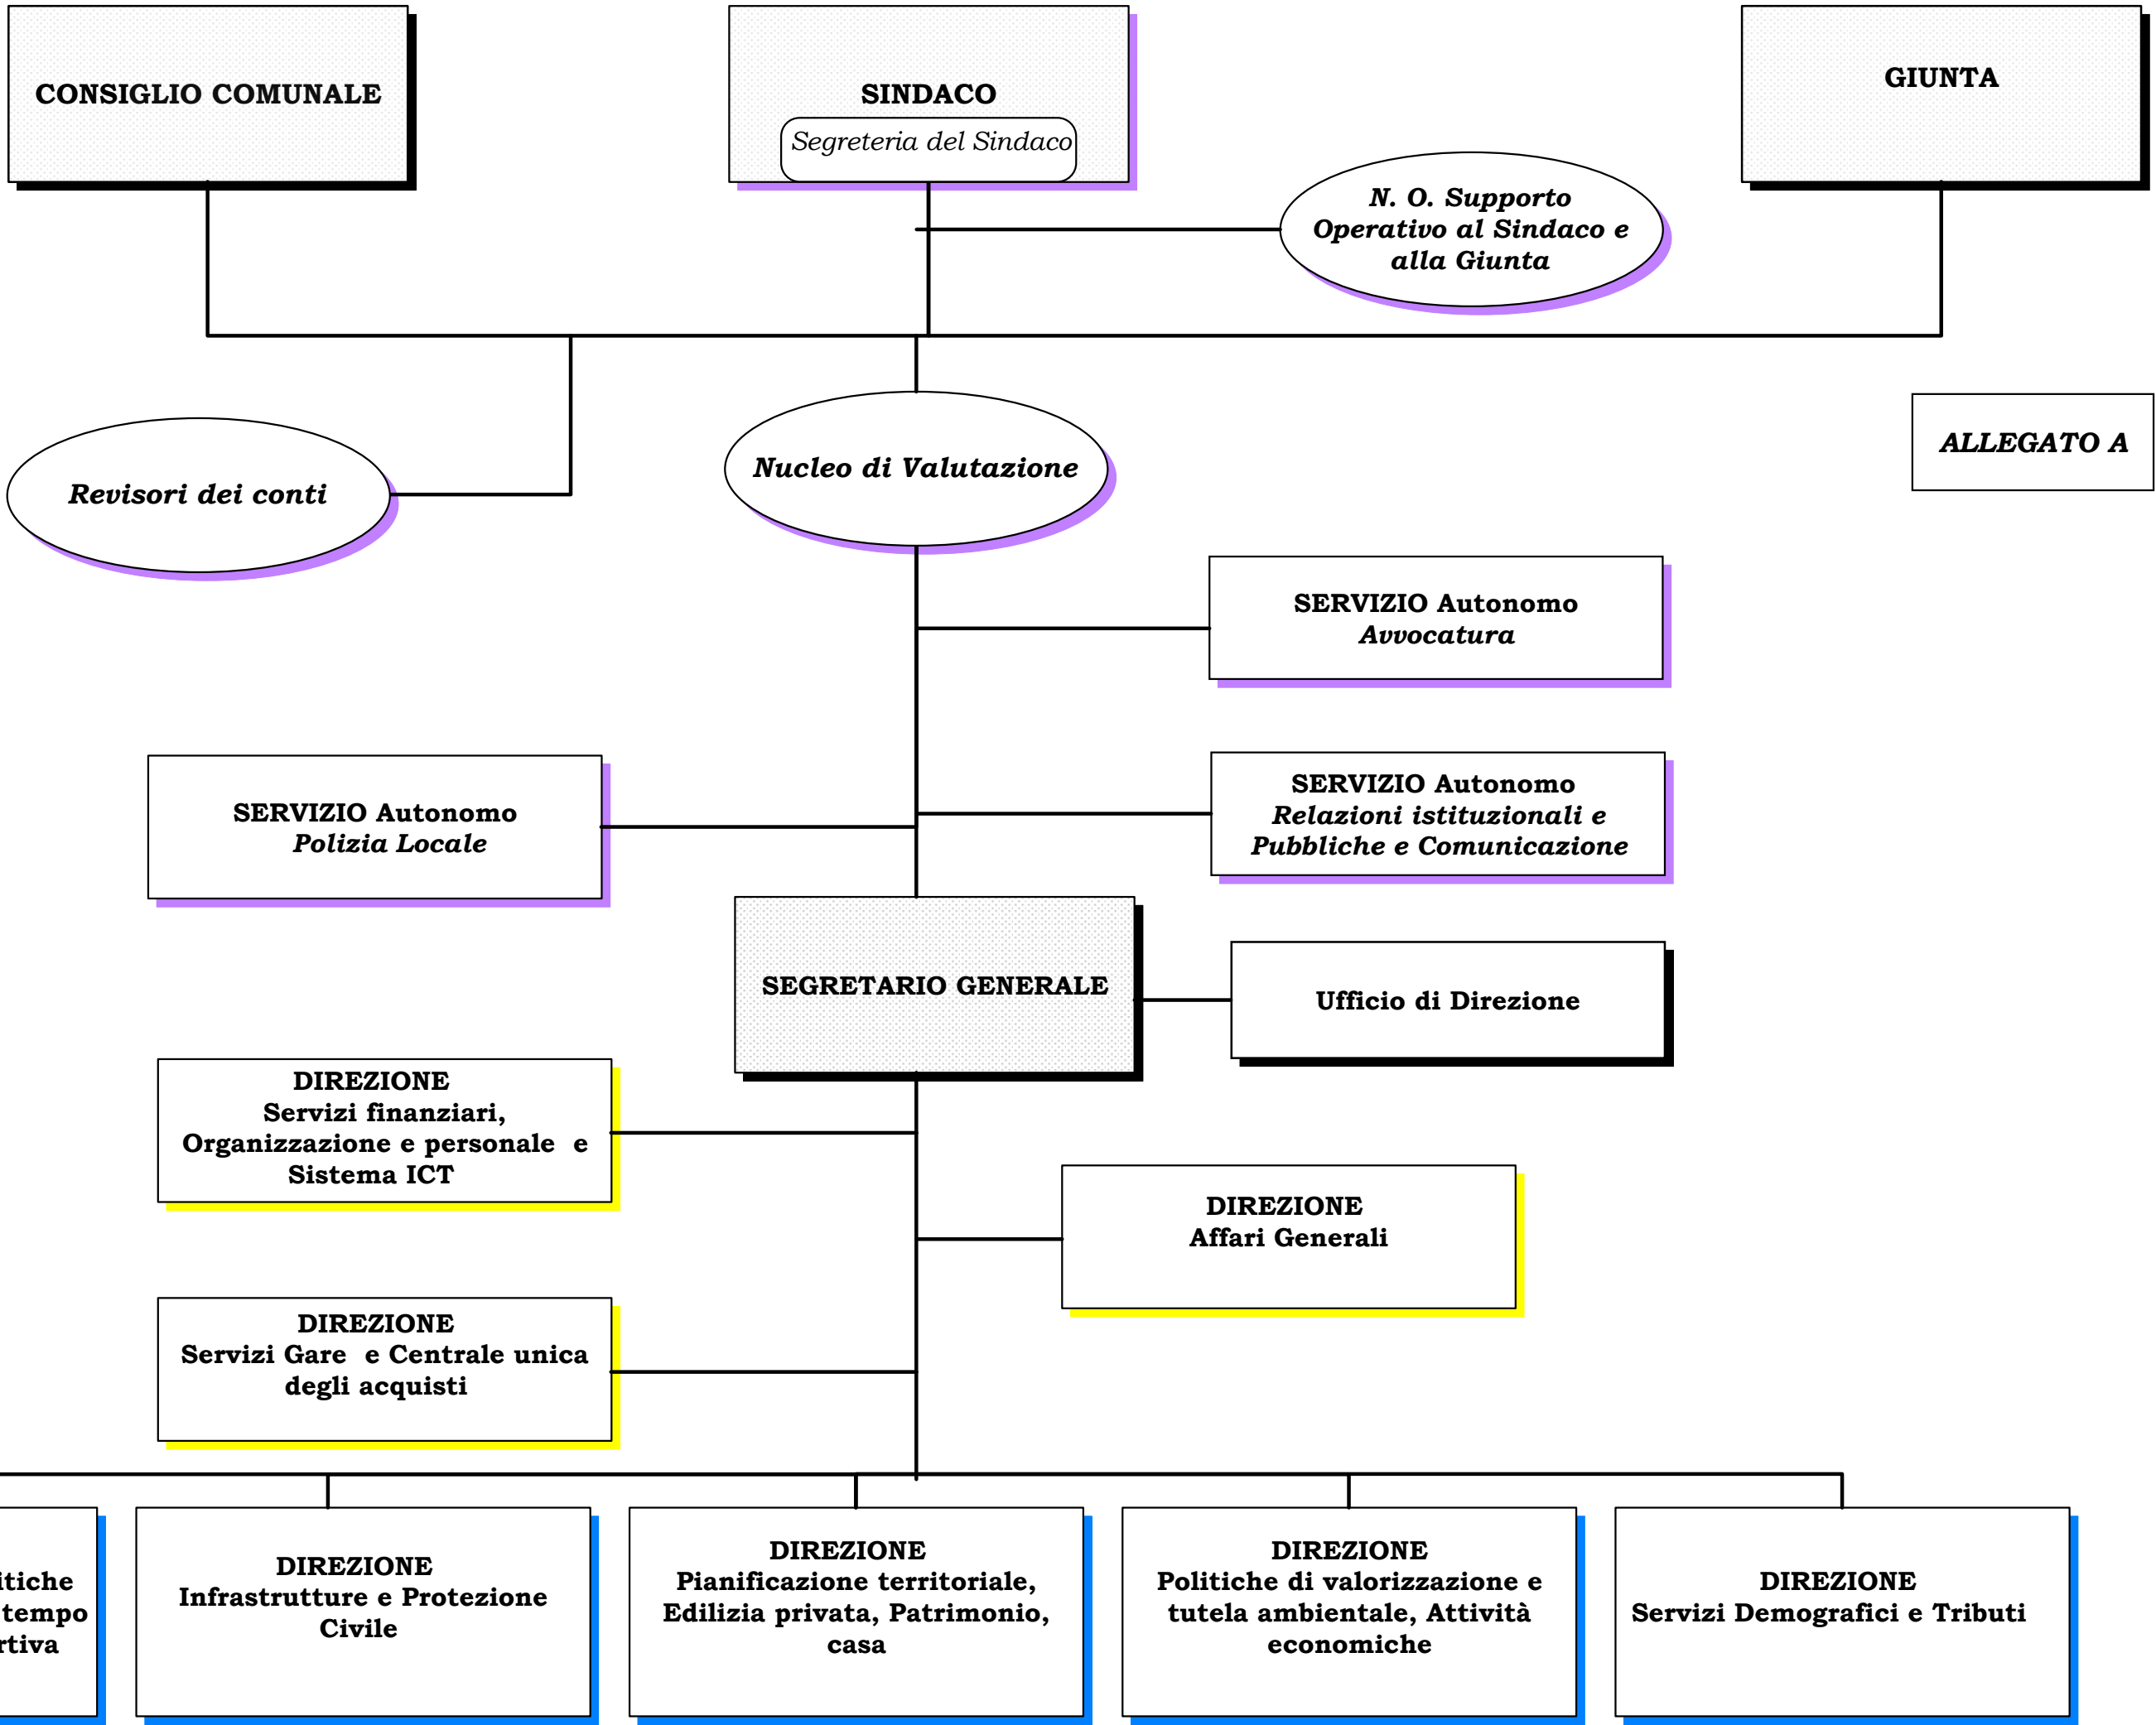 CONSIGLIO COMUNALE
SINDACO
Segreteria del Sindaco
GIUNTA
N. O. Supporto
Operativo al Sindaco e
alla Giunta
Revisori dei conti
Nucleo di Valutazione
ALLEGATO A
SERVIZIO Autonomo
Avvocatura
SERVIZIO Autonomo
Polizia Locale
SERVIZIO Autonomo
Relazioni istituzionali e
Pubbliche e Comunicazione
SEGRETARIO GENERALE
Ufficio di Direzione
DIREZIONE
Servizi finanziari,
Organizzazione e personale e
Sistema ICT
DIREZIONE
Affari Generali
DIREZIONE
Servizi Gare e Centrale unica
degli acquisti
tempo
DIREZIONE
Infrastrutture e Protezione
Civile
DIREZIONE
Pianificazione territoriale,
Edilizia privata, Patrimonio,
casa
DIREZIONE
Politiche di valorizzazione e
tutela ambientale, Attività
economiche
DIREZIONE
Servizi Demografici e Tributi